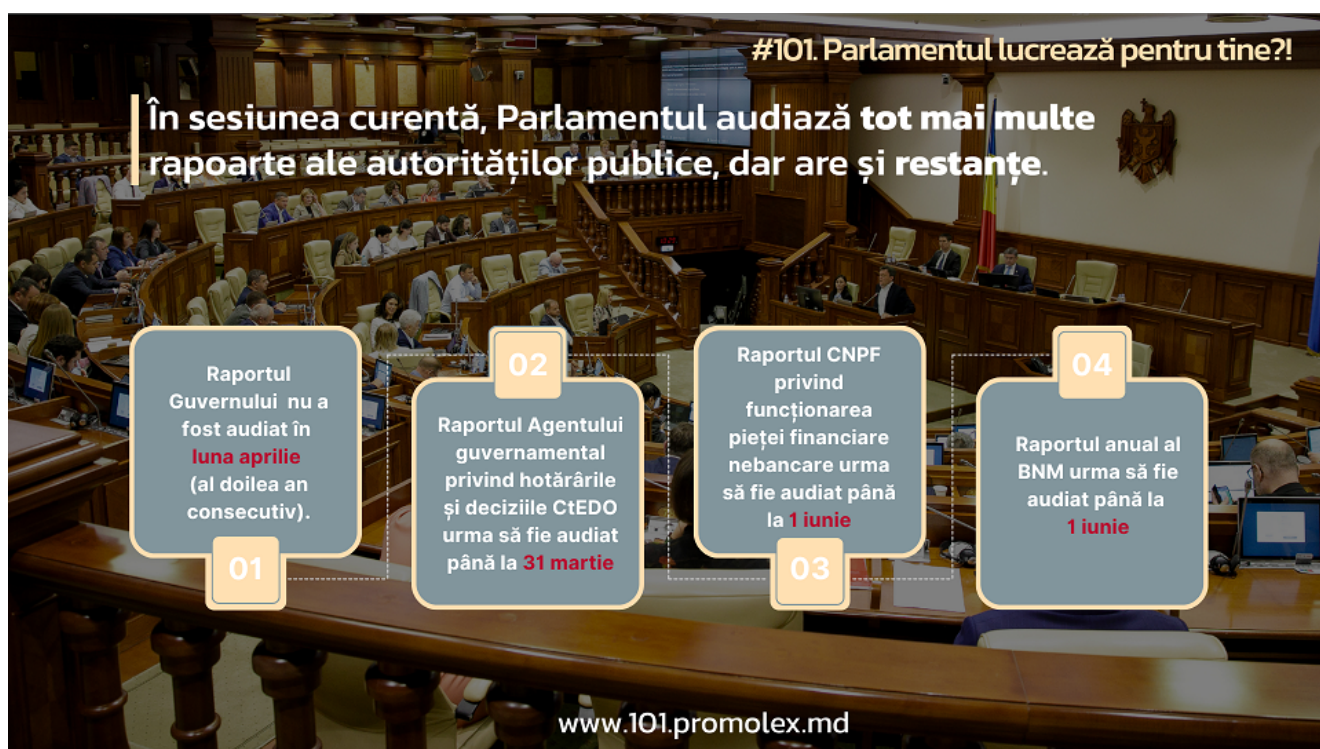 #101. Parlamentul lucrează pentru tine?!
În sesiunea curentă, Parlamentul audiază tot mai multe
rapoarte ale autorităților publice, dar are și restanțe.
Raportul
Guvernului nu a
fost audiat în
luna aprilie
(al doilea an
consecutiv).
01
02
Raportul Agentului
guvernamental
privind hotărârile
și deciziile CtEDO
urma să fie audiat
până la 31 martie
Raportul CNPF
privind
funcționarea
pieței financiare
nebancare urma
să fie audiat până
la 1 iunie
03
04
Raportul anual al
BNM urma să fie
audiat până la
1 iunie
www.101.promolex.md